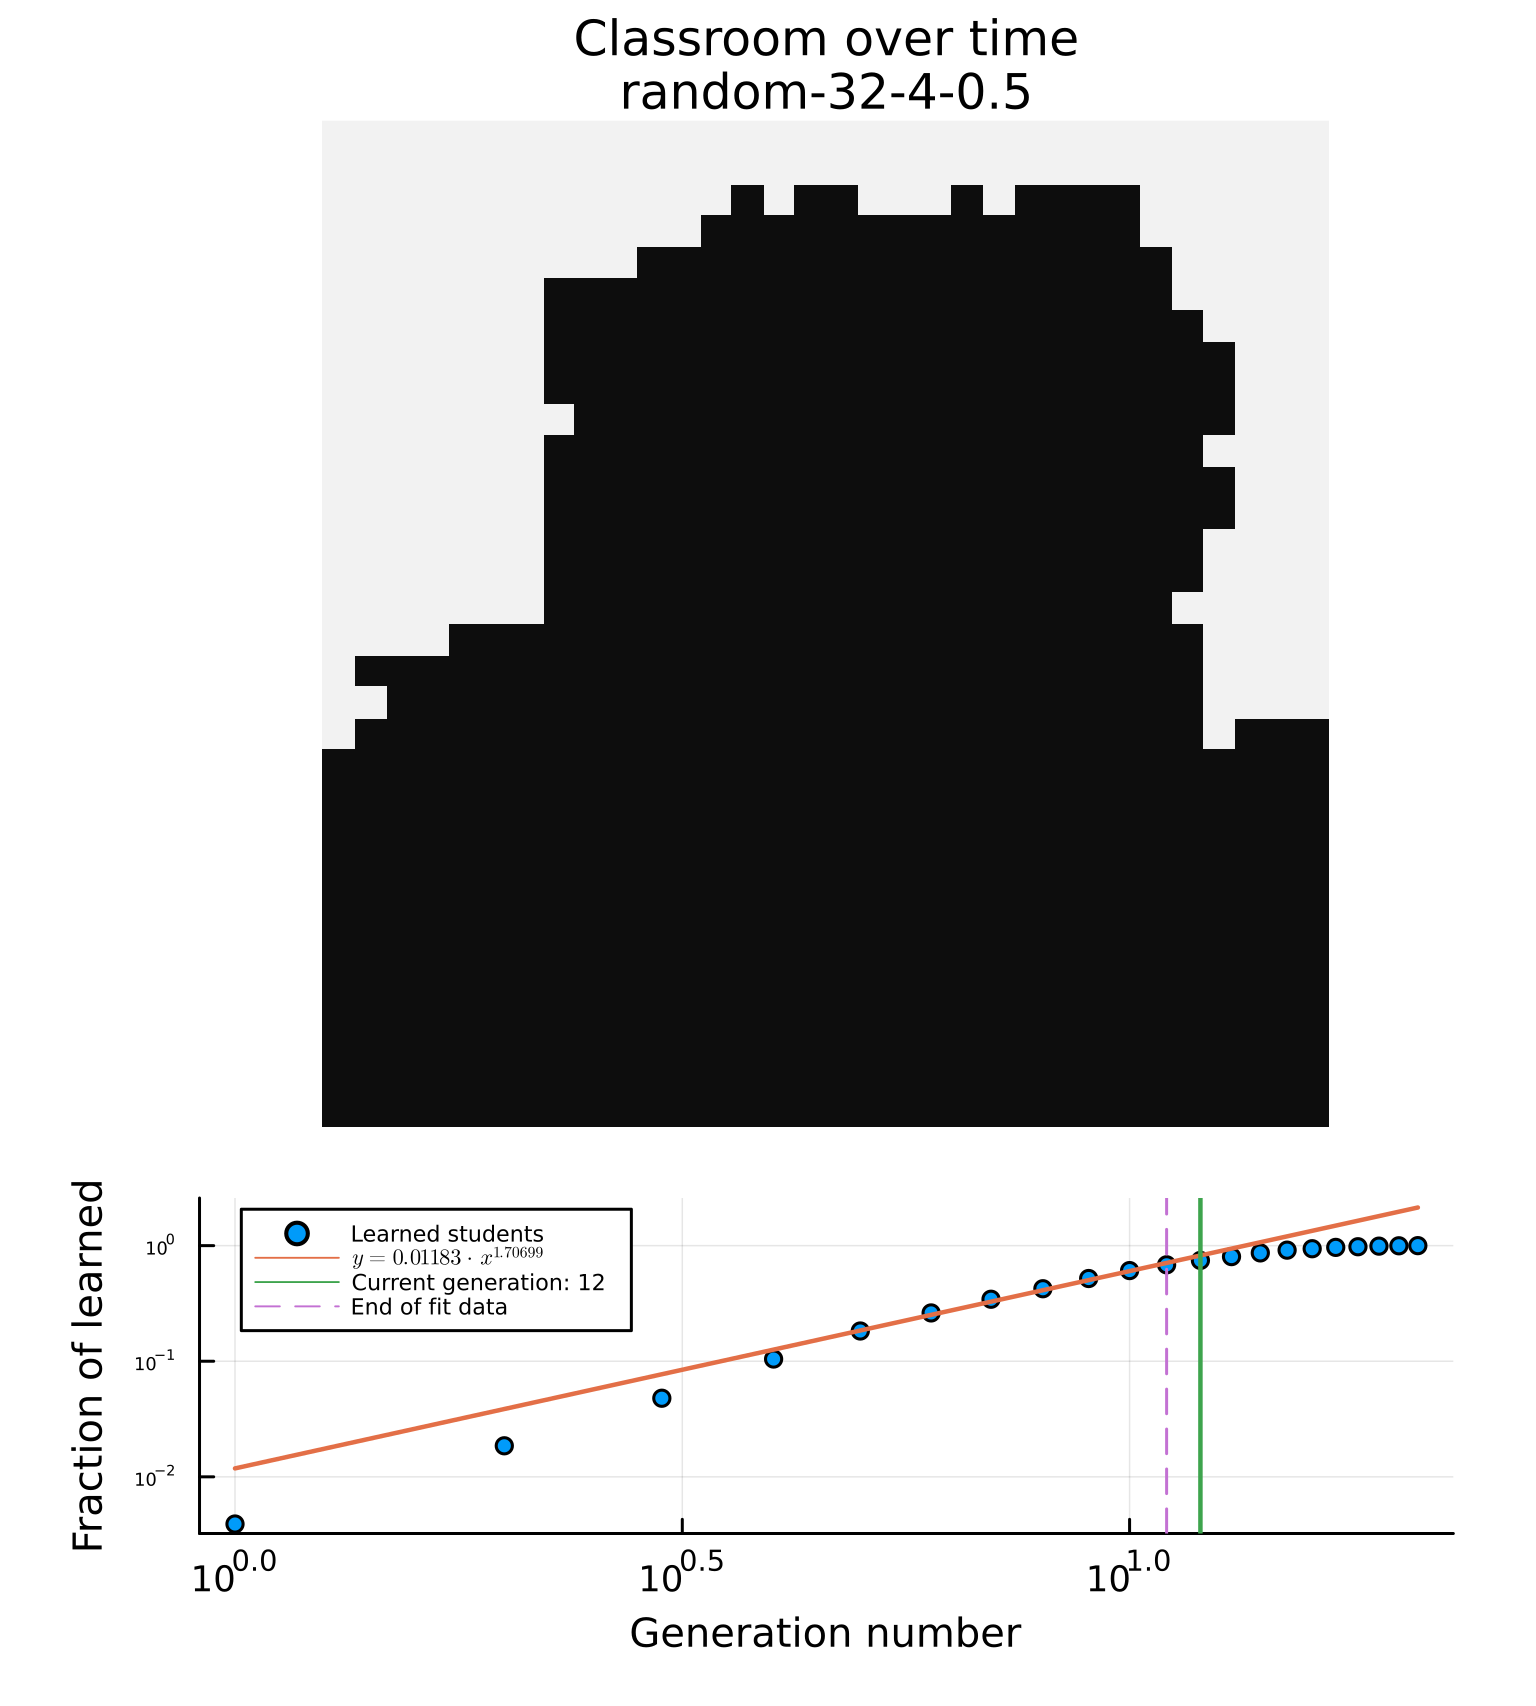 Classroom over time
random-32-4-0.5
Fraction of learned
10^0
10^-1
10^-2
Learned students
y = 0.01183 · x^1.70699
Current generation: 12
End of fit data
10^0.0 10^0.5 10^1.0
Generation number